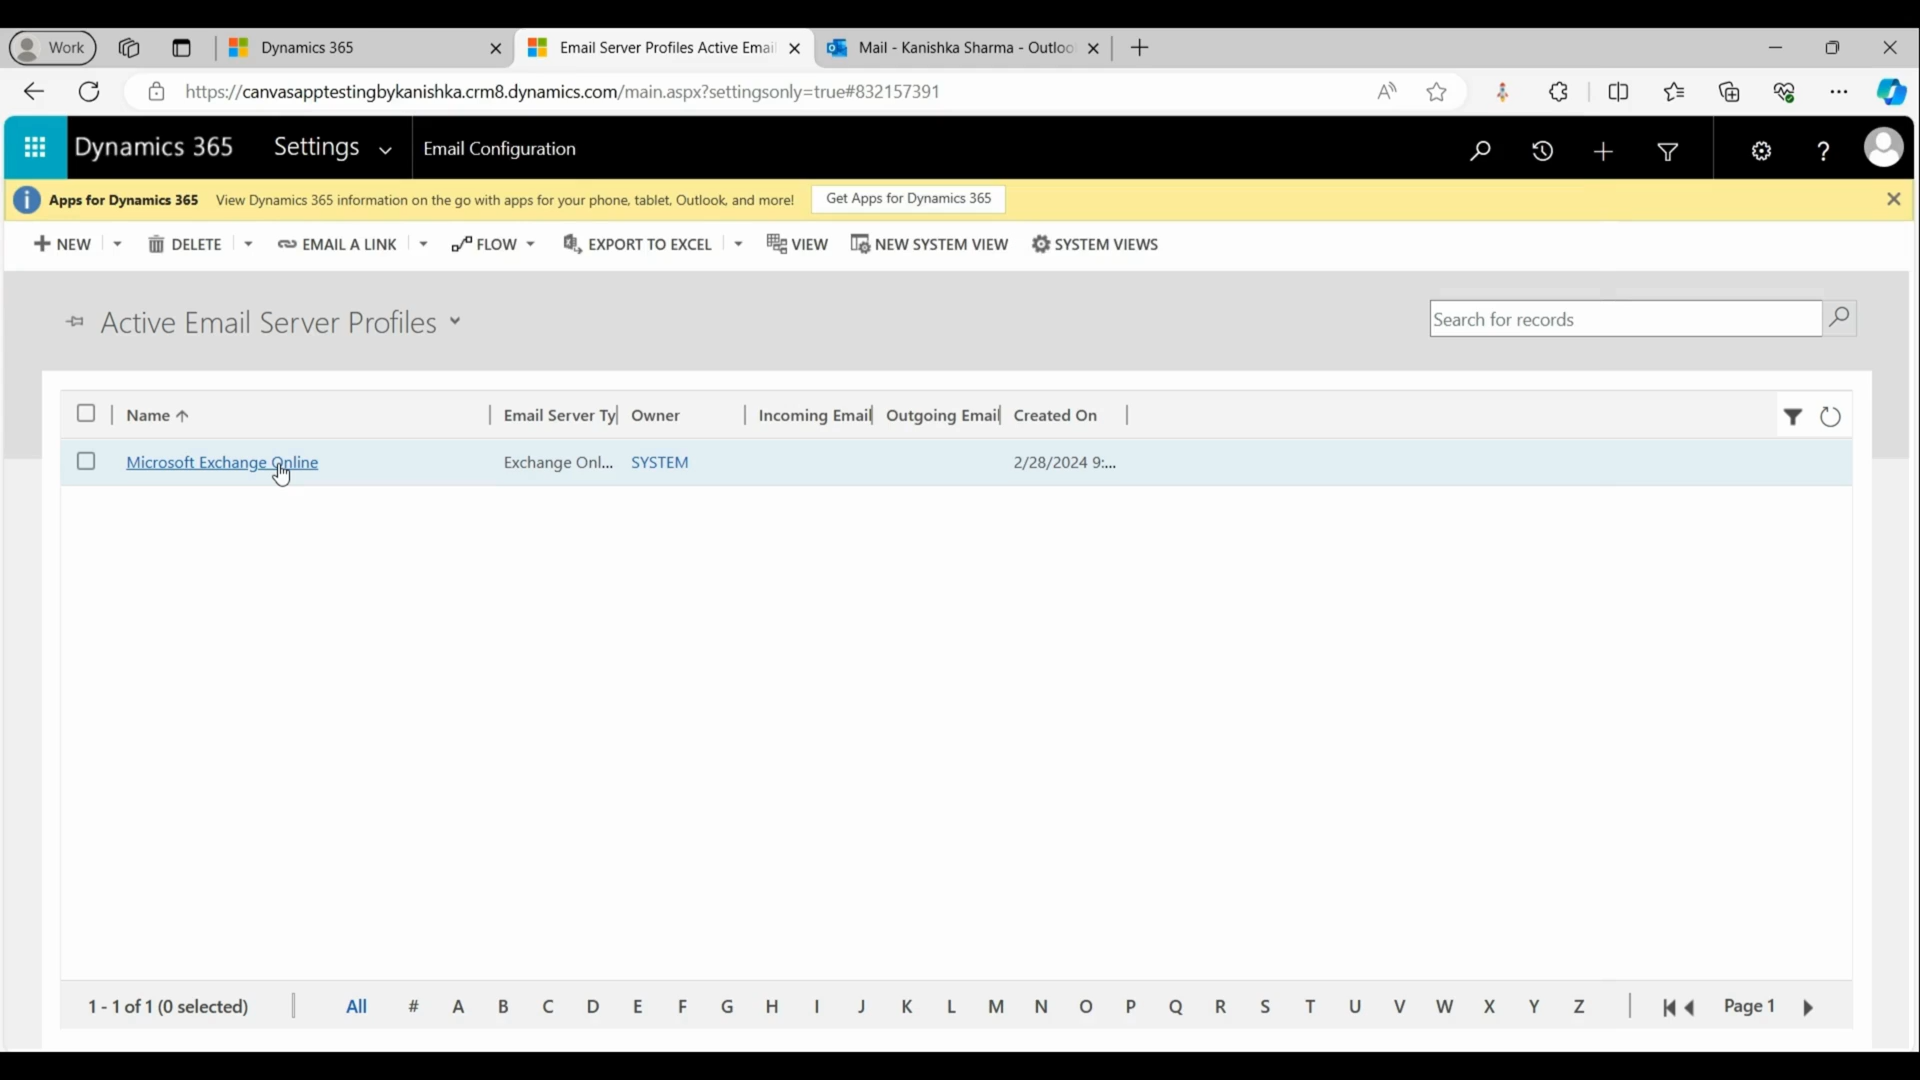 Work
Dynamics 365
Email Server Profiles Active Emai
Mail - Kanishka Sharma - Outloo
https://canvasapptestingbykanishka.crm8.dynamics.com/main.aspx?settingsonly=true#832157391
Dynamics 365
Settings
Email Configuration
Apps for Dynamics 365 View Dynamics 365 information on the go with apps for your phone, tablet, Outlook, and more!
Get Apps for Dynamics 365
NEW
DELETE
EMAIL A LINK
FLOW
EXPORT TO EXCEL
VIEW
NEW SYSTEM VIEW
SYSTEM VIEWS
Active Email Server Profiles
Search for records
Name Email Server Ty Owner Incoming Email Outgoing Email Created On
Microsoft Exchange Online Exchange Onl... SYSTEM 2/28/2024 9:...
1 - 1 of 1 (0 selected) All # A B C D E F G H I J K L M N O P Q R S T U V W X Y Z Page 1